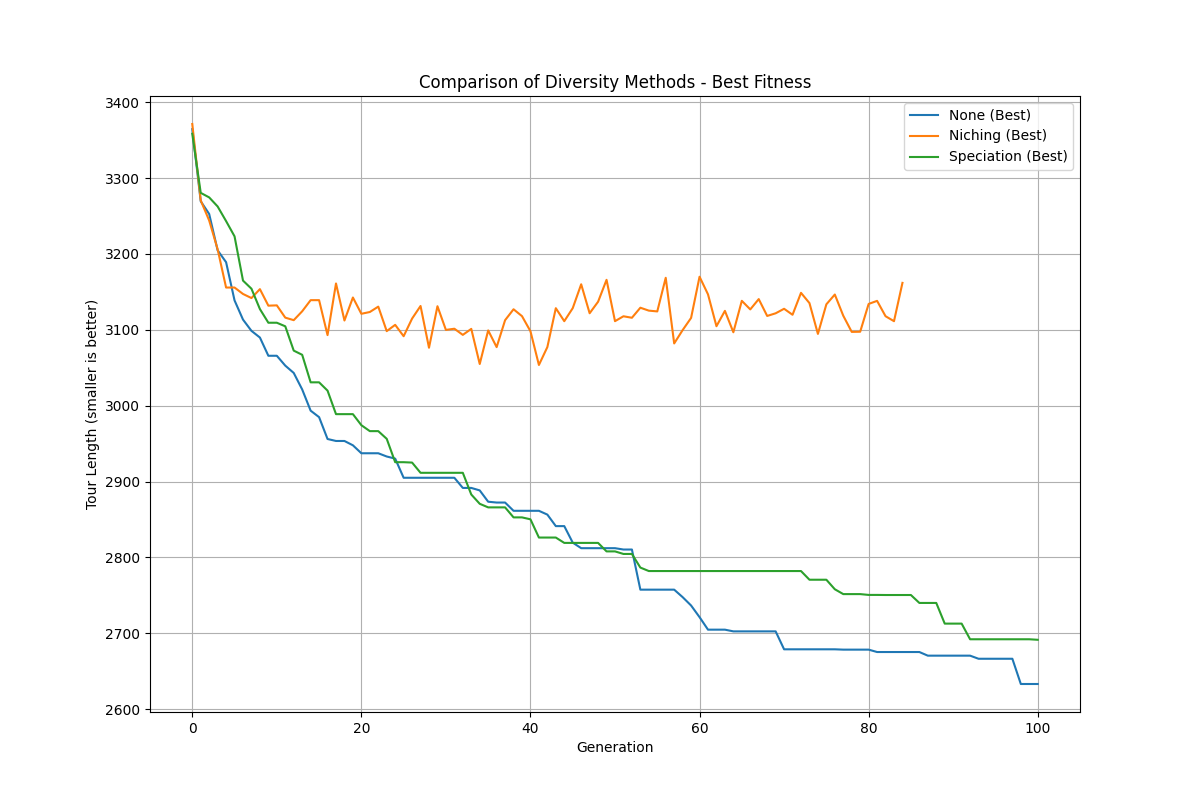 Comparison of Diversity Methods - Best Fitness
None (Best)
Niching (Best)
Speciation (Best)
Tour Length (smaller is better)
3400
3300
3200
3100
3000
2900
2800
2700
2600
0 20 40 60 80 100
Generation